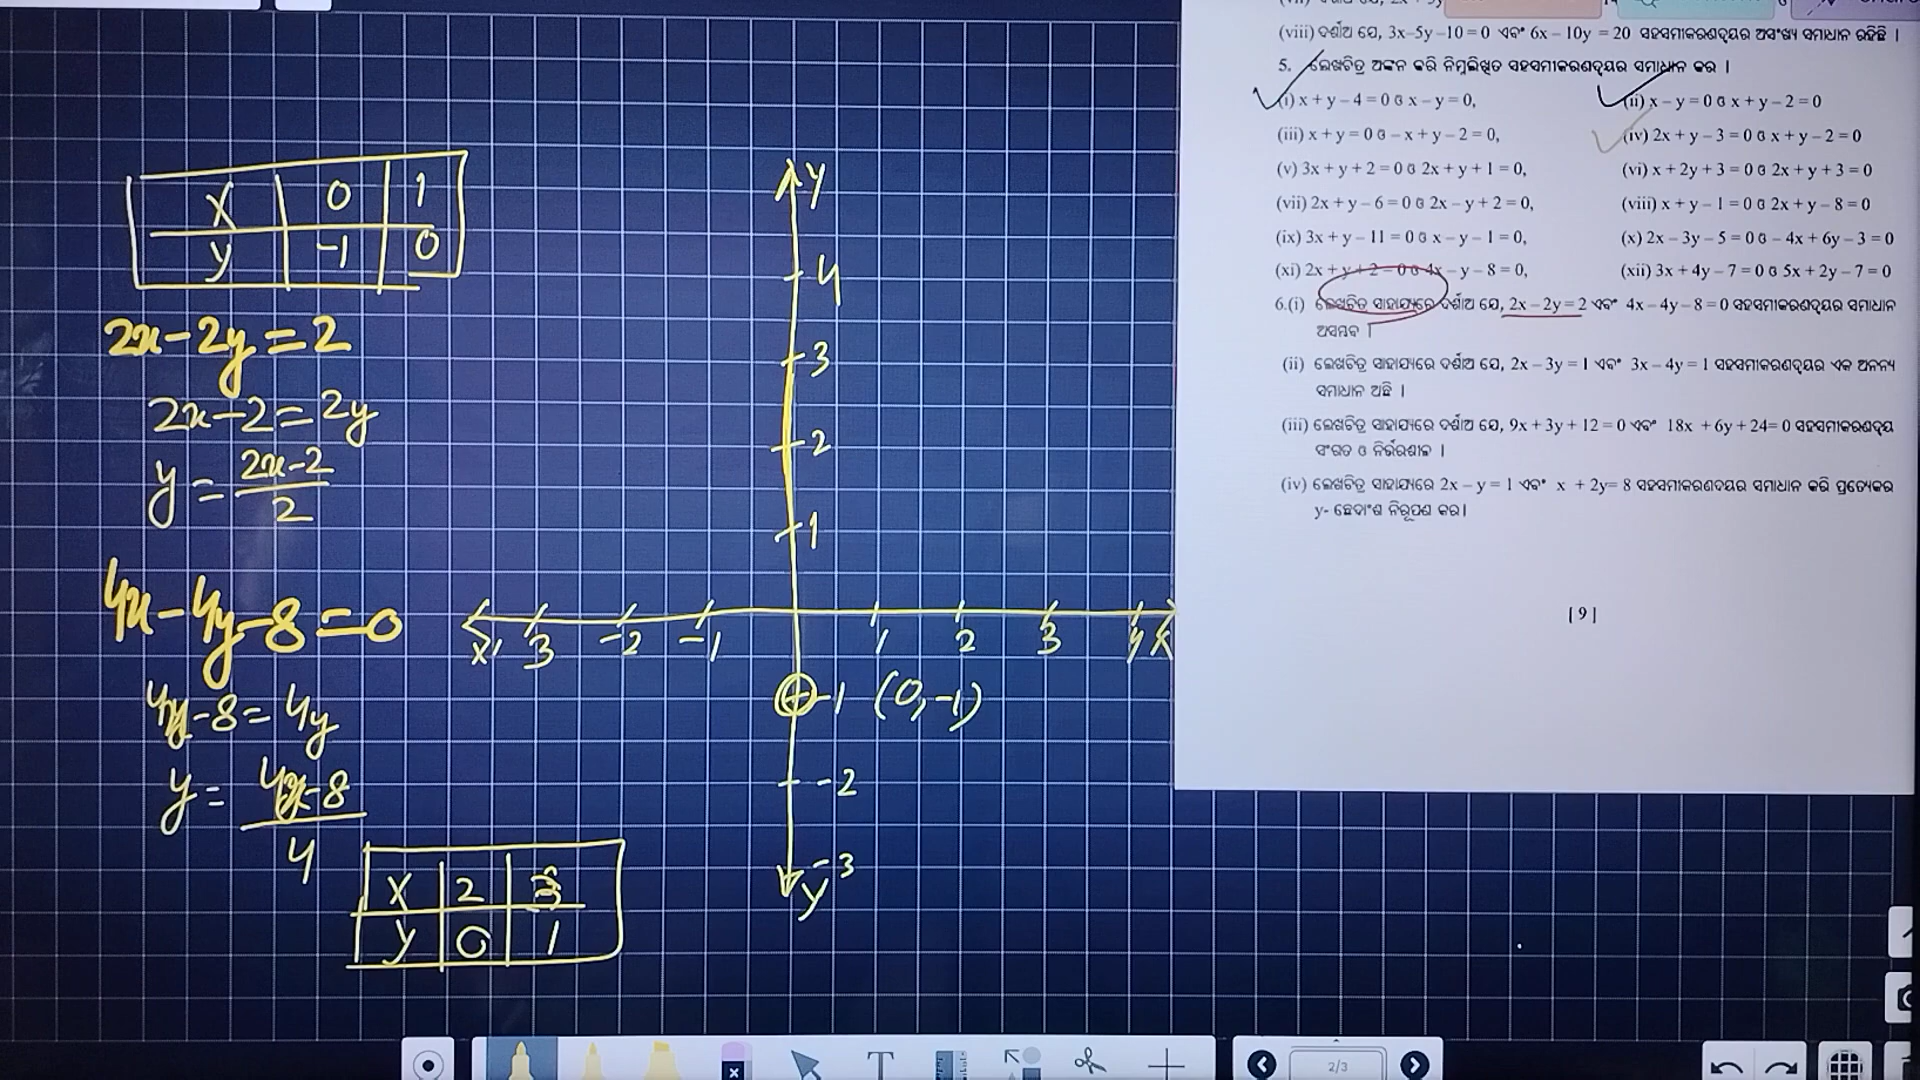 x 0 1
y -1 0
2x-2y=2
2x-2=2y
y = 2x-2
2
4x-4y-8=0
-8=4y
y = 4x-8
4
x 2 3
y 0 1
y
4
3
2
1
x' 3 -2 -1 1 2 3 4 x
-1 (0,-1)
-2
-3
y
(viii) ଦର୍ଶାଅ ଯେ, 3x–5y –10 = 0 ଏବଂ 6x – 10y = 20 ସହସମୀକରଣଦ୍ୱୟର ଅସଂଖ୍ୟ ସମାଧାନ ରହିଛି ।
5. ଲେଖଚିତ୍ର ଅଙ୍କନ କରି ନିମ୍ନଲିଖିତ ସହସମୀକରଣଦ୍ୱୟର ସମାଧାନ କର ।
(i) x + y – 4 = 0 ଓ x – y = 0, (ii) x – y = 0 ଓ x + y – 2 = 0
(iii) x + y = 0 ଓ – x + y – 2 = 0, (iv) 2x + y – 3 = 0 ଓ x + y – 2 = 0
(v) 3x + y + 2 = 0 ଓ 2x + y + 1 = 0, (vi) x + 2y + 3 = 0 ଓ 2x + y + 3 = 0
(vii) 2x + y – 6 = 0 ଓ 2x – y + 2 = 0, (viii) x + y – 1 = 0 ଓ 2x + y – 8 = 0
(ix) 3x + y – 11 = 0 ଓ x – y – 1 = 0, (x) 2x – 3y – 5 = 0 ଓ – 4x + 6y – 3 = 0
(xi) 2x + y + 2 = 0 ଓ 4x – y – 8 = 0, (xii) 3x + 4y – 7 = 0 ଓ 5x + 2y – 7 = 0
6.(i) ଲେଖଚିତ୍ର ସାହାଯ୍ୟରେ ଦର୍ଶାଅ ଯେ, 2x – 2y = 2 ଏବଂ 4x – 4y – 8 = 0 ସହସମୀକରଣଦ୍ୱୟର ସମାଧାନ
ଅସମ୍ଭବ ।
(ii) ଲେଖଚିତ୍ର ସାହାଯ୍ୟରେ ଦର୍ଶାଅ ଯେ, 2x – 3y = 1 ଏବଂ 3x – 4y = 1 ସହସମୀକରଣଦ୍ୱୟର ଏକ ଅନନ୍ୟ
ସମାଧାନ ଅଛି ।
(iii) ଲେଖଚିତ୍ର ସାହାଯ୍ୟରେ ଦର୍ଶାଅ ଯେ, 9x + 3y + 12 = 0 ଏବଂ 18x + 6y + 24= 0 ସହସମୀକରଣଦ୍ୱୟ
ସଂଗତ ଓ ନିର୍ଭରଶୀଳ ।
(iv) ଲେଖଚିତ୍ର ସାହାଯ୍ୟରେ 2x – y = 1 ଏବଂ x + 2y= 8 ସହସମୀକରଣଦ୍ୱୟର ସମାଧାନ କରି ପ୍ରତ୍ୟେକର
y- ଛେଦାଂଶ ନିରୂପଣ କର।
[ 9 ]
2/3